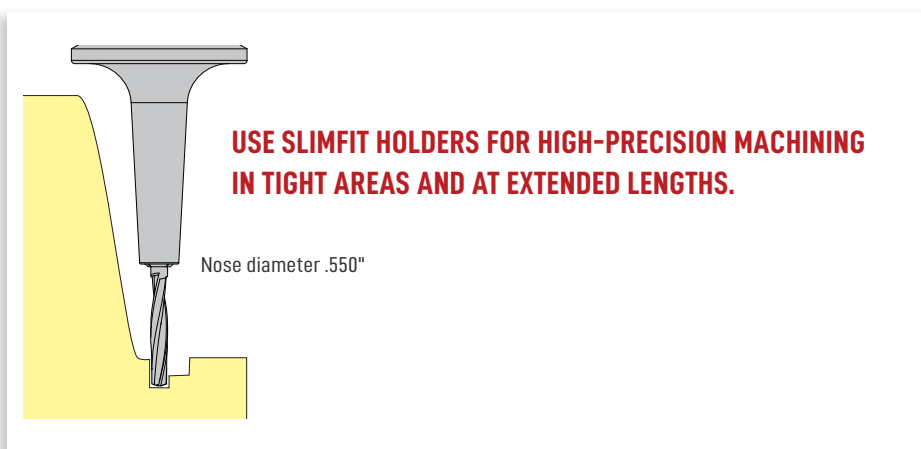 USE SLIMFIT HOLDERS FOR HIGH-PRECISION MACHINING
IN TIGHT AREAS AND AT EXTENDED LENGTHS.
Nose diameter .550"